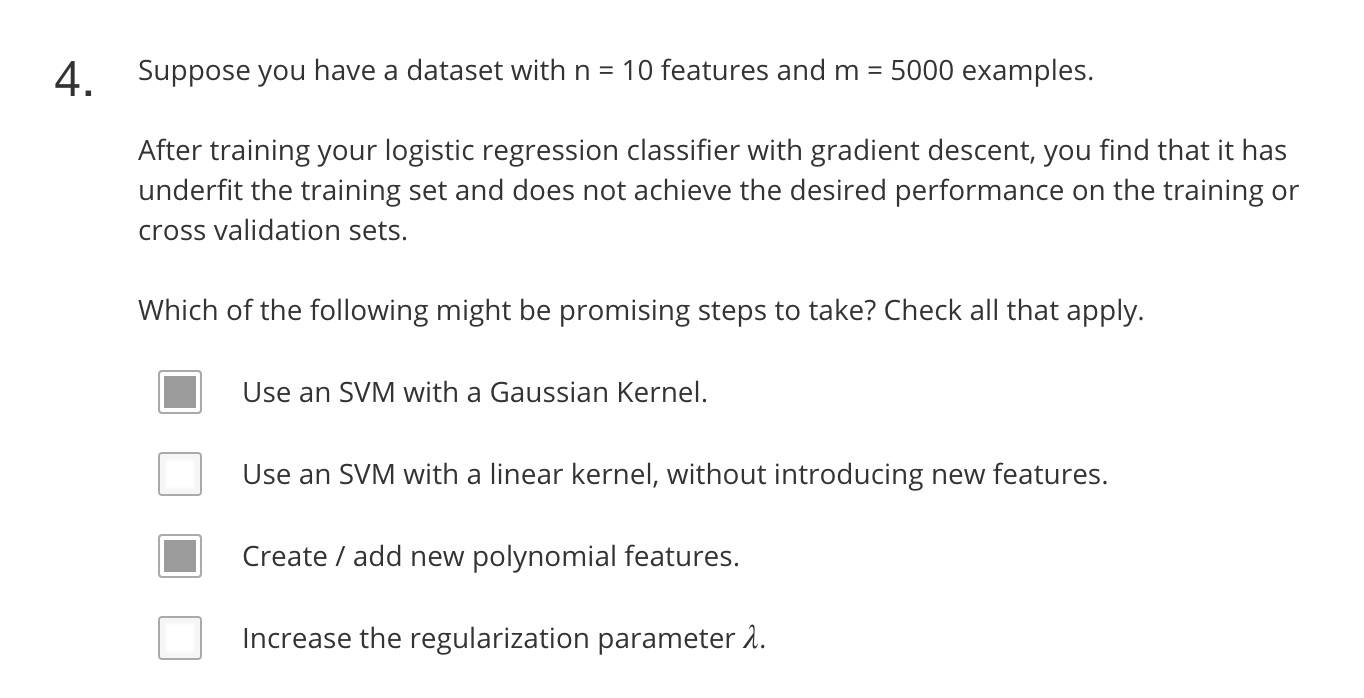 4.
Suppose you have a dataset with n = 10 features and m = 5000 examples.
After training your logistic regression classifier with gradient descent, you find that it has
underfit the training set and does not achieve the desired performance on the training or
cross validation sets.
Which of the following might be promising steps to take? Check all that apply.
Use an SVM with a Gaussian Kernel.
Use an SVM with a linear kernel, without introducing new features.
Create / add new polynomial features.
Increase the regularization parameter λ.